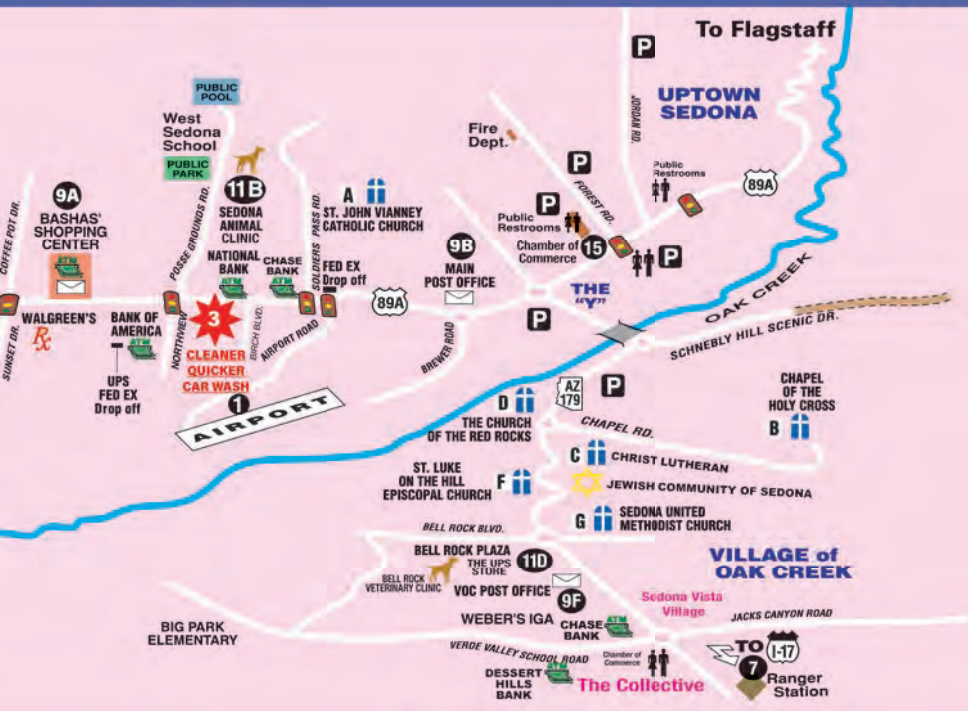 To Flagstaff
UPTOWN
SEDONA
P
JORDAN RD.
PUBLIC
POOL
West
Sedona
School
PUBLIC
PARK
Fire
Dept.
P
FOREST RD.
Public
Restrooms
89A
9A
BASHAS'
SHOPPING
CENTER
ATM
COFFEE POT DR.
POSSE GROUNDS RD.
11B
SEDONA
ANIMAL
CLINIC
SOLDIERS PASS RD.
A
ST. JOHN VIANNEY
CATHOLIC CHURCH
P
Public
Restrooms
Chamber of
Commerce
15
P
9B
MAIN
POST OFFICE
NATIONAL
BANK
ATM
CHASE
BANK
ATM
FED EX
Drop off
89A
THE
"Y"
P
OAK CREEK
SCHNEBLY HILL SCENIC DR.
WALGREEN'S
Rx
SUNSET DR.
BANK OF
AMERICA
ATM
UPS
FED EX
Drop off
NORTHVIEW
3
CLEANER
QUICKER
CAR WASH
BIRCH BLVD.
AIRPORT ROAD
BREWER ROAD
1
AIRPORT
AZ
179
P
D
THE CHURCH
OF THE RED ROCKS
CHAPEL RD.
CHAPEL
OF THE
HOLY CROSS
B
C
CHRIST LUTHERAN
ST. LUKE
ON THE HILL
EPISCOPAL CHURCH
F
JEWISH COMMUNITY OF SEDONA
G
SEDONA UNITED
METHODIST CHURCH
BELL ROCK BLVD.
BELL ROCK PLAZA
THE UPS
STORE
11D
BELL ROCK
VETERINARY CLINIC
VOC POST OFFICE
9F
VILLAGE of
OAK CREEK
Sedona Vista
Village
WEBER'S IGA
CHASE
BANK
ATM
JACKS CANYON ROAD
BIG PARK
ELEMENTARY
VERDE VALLEY SCHOOL ROAD
Chamber of
Commerce
DESSERT
HILLS
BANK
ATM
The Collective
TO
I-17
7
Ranger
Station